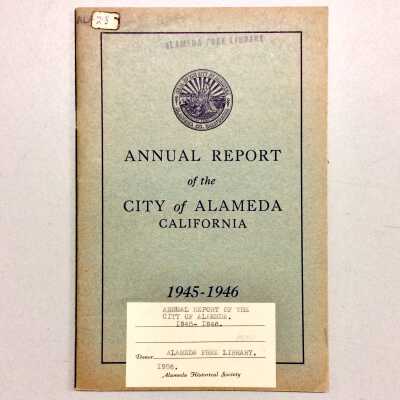 28
ALAMEDA FREE LIBRARY
ANNUAL REPORT
of the
CITY of ALAMEDA
CALIFORNIA
1945-1946
ANNUAL REPORT OF THE
CITY OF ALAMEDA.
1945- 1946.
Donor ALAMEDA FREE LIBRARY.
1956.
Alameda Historical Society